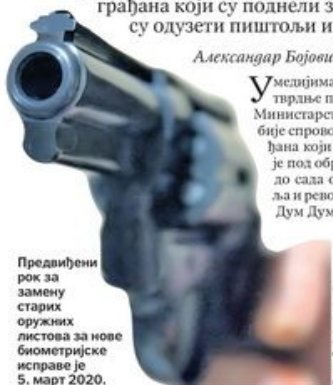 грађана који су поднели з
су одузети пиштољи и
Александар Бојови
У медијима
тврдње п
Министарст
бије спрово
ђана који
је под обр
до сада о
ља и рево
Дум Дум
Предвиђени
рок за
замену
старих
оружних
листова за нове
биометријске
исправе је
5. март 2020.